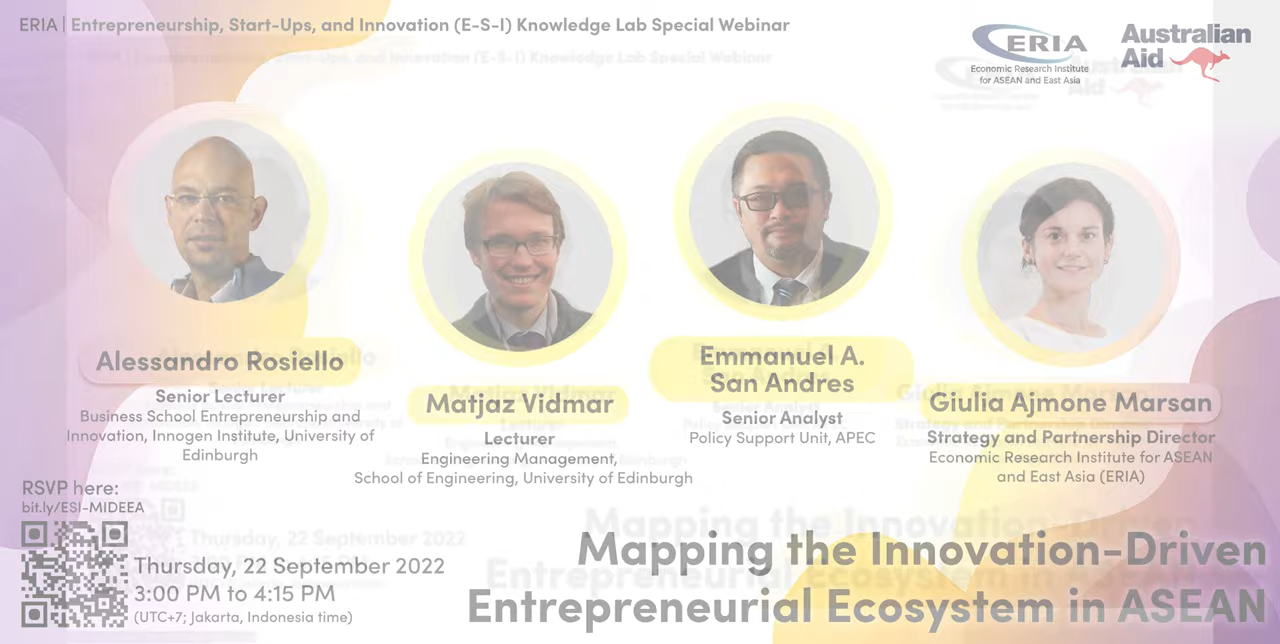 ERIA | Entrepreneurship, Start-Ups, and Innovation (E-S-I) Knowledge Lab Special Webinar
ERIA
Economic Research Institute
for ASEAN and East Asia
Australian
Aid
Alessandro Rosiello
Senior Lecturer
Business School Entrepreneurship and
Innovation, Innogen Institute, University of
Edinburgh
Matjaz Vidmar
Lecturer
Engineering Management,
School of Engineering, University of Edinburgh
Emmanuel A.
San Andres
Senior Analyst
Policy Support Unit, APEC
Giulia Ajmone Marsan
Strategy and Partnership Director
Economic Research Institute for ASEAN
and East Asia (ERIA)
RSVP here:
bit.ly/ESI-MIDEEA
Thursday, 22 September 2022
3:00 PM to 4:15 PM
(UTC+7; Jakarta, Indonesia time)
Mapping the Innovation-Driven
Entrepreneurial Ecosystem in ASEAN